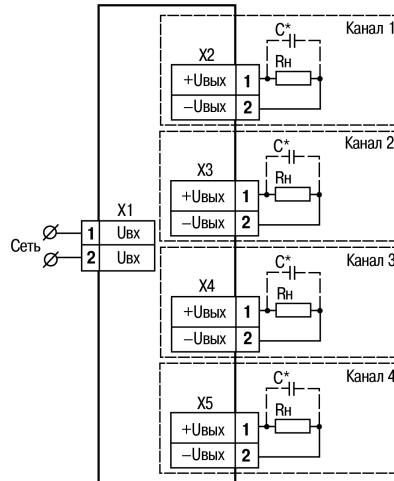 Канал 1
C*
X2
Rн
+Uвых 1
–Uвых 2
Канал 2
C*
X3
Rн
+Uвых 1
–Uвых 2
X1
Сеть
1 Uвх
2 Uвх
Канал 3
C*
X4
Rн
+Uвых 1
–Uвых 2
Канал 4
C*
X5
Rн
+Uвых 1
–Uвых 2